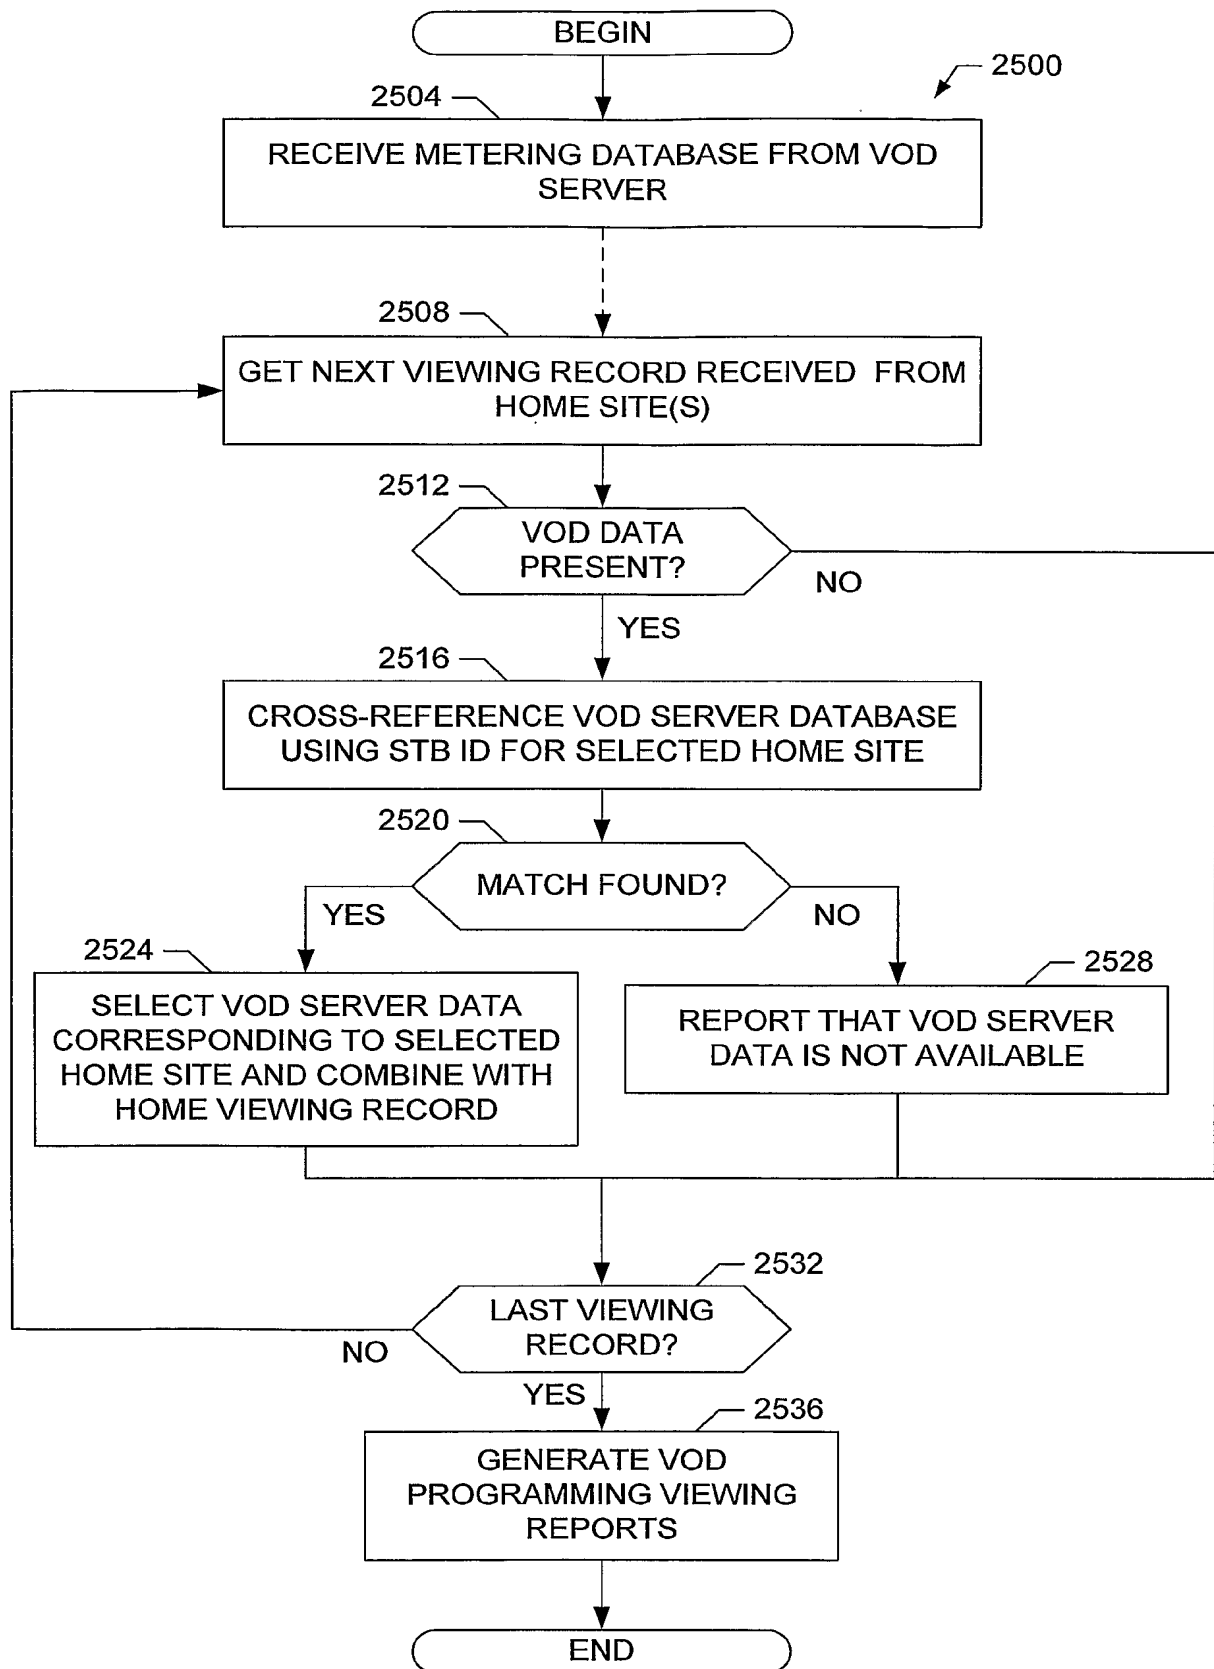 BEGIN
2500
2504
RECEIVE METERING DATABASE FROM VOD
SERVER
2508
GET NEXT VIEWING RECORD RECEIVED FROM
HOME SITE(S)
2512
VOD DATA
PRESENT?
NO
YES
2516
CROSS-REFERENCE VOD SERVER DATABASE
USING STB ID FOR SELECTED HOME SITE
2520
MATCH FOUND?
YES
NO
2524
SELECT VOD SERVER DATA
CORRESPONDING TO SELECTED
HOME SITE AND COMBINE WITH
HOME VIEWING RECORD
2528
REPORT THAT VOD SERVER
DATA IS NOT AVAILABLE
2532
LAST VIEWING
RECORD?
NO
YES
2536
GENERATE VOD
PROGRAMMING VIEWING
REPORTS
END